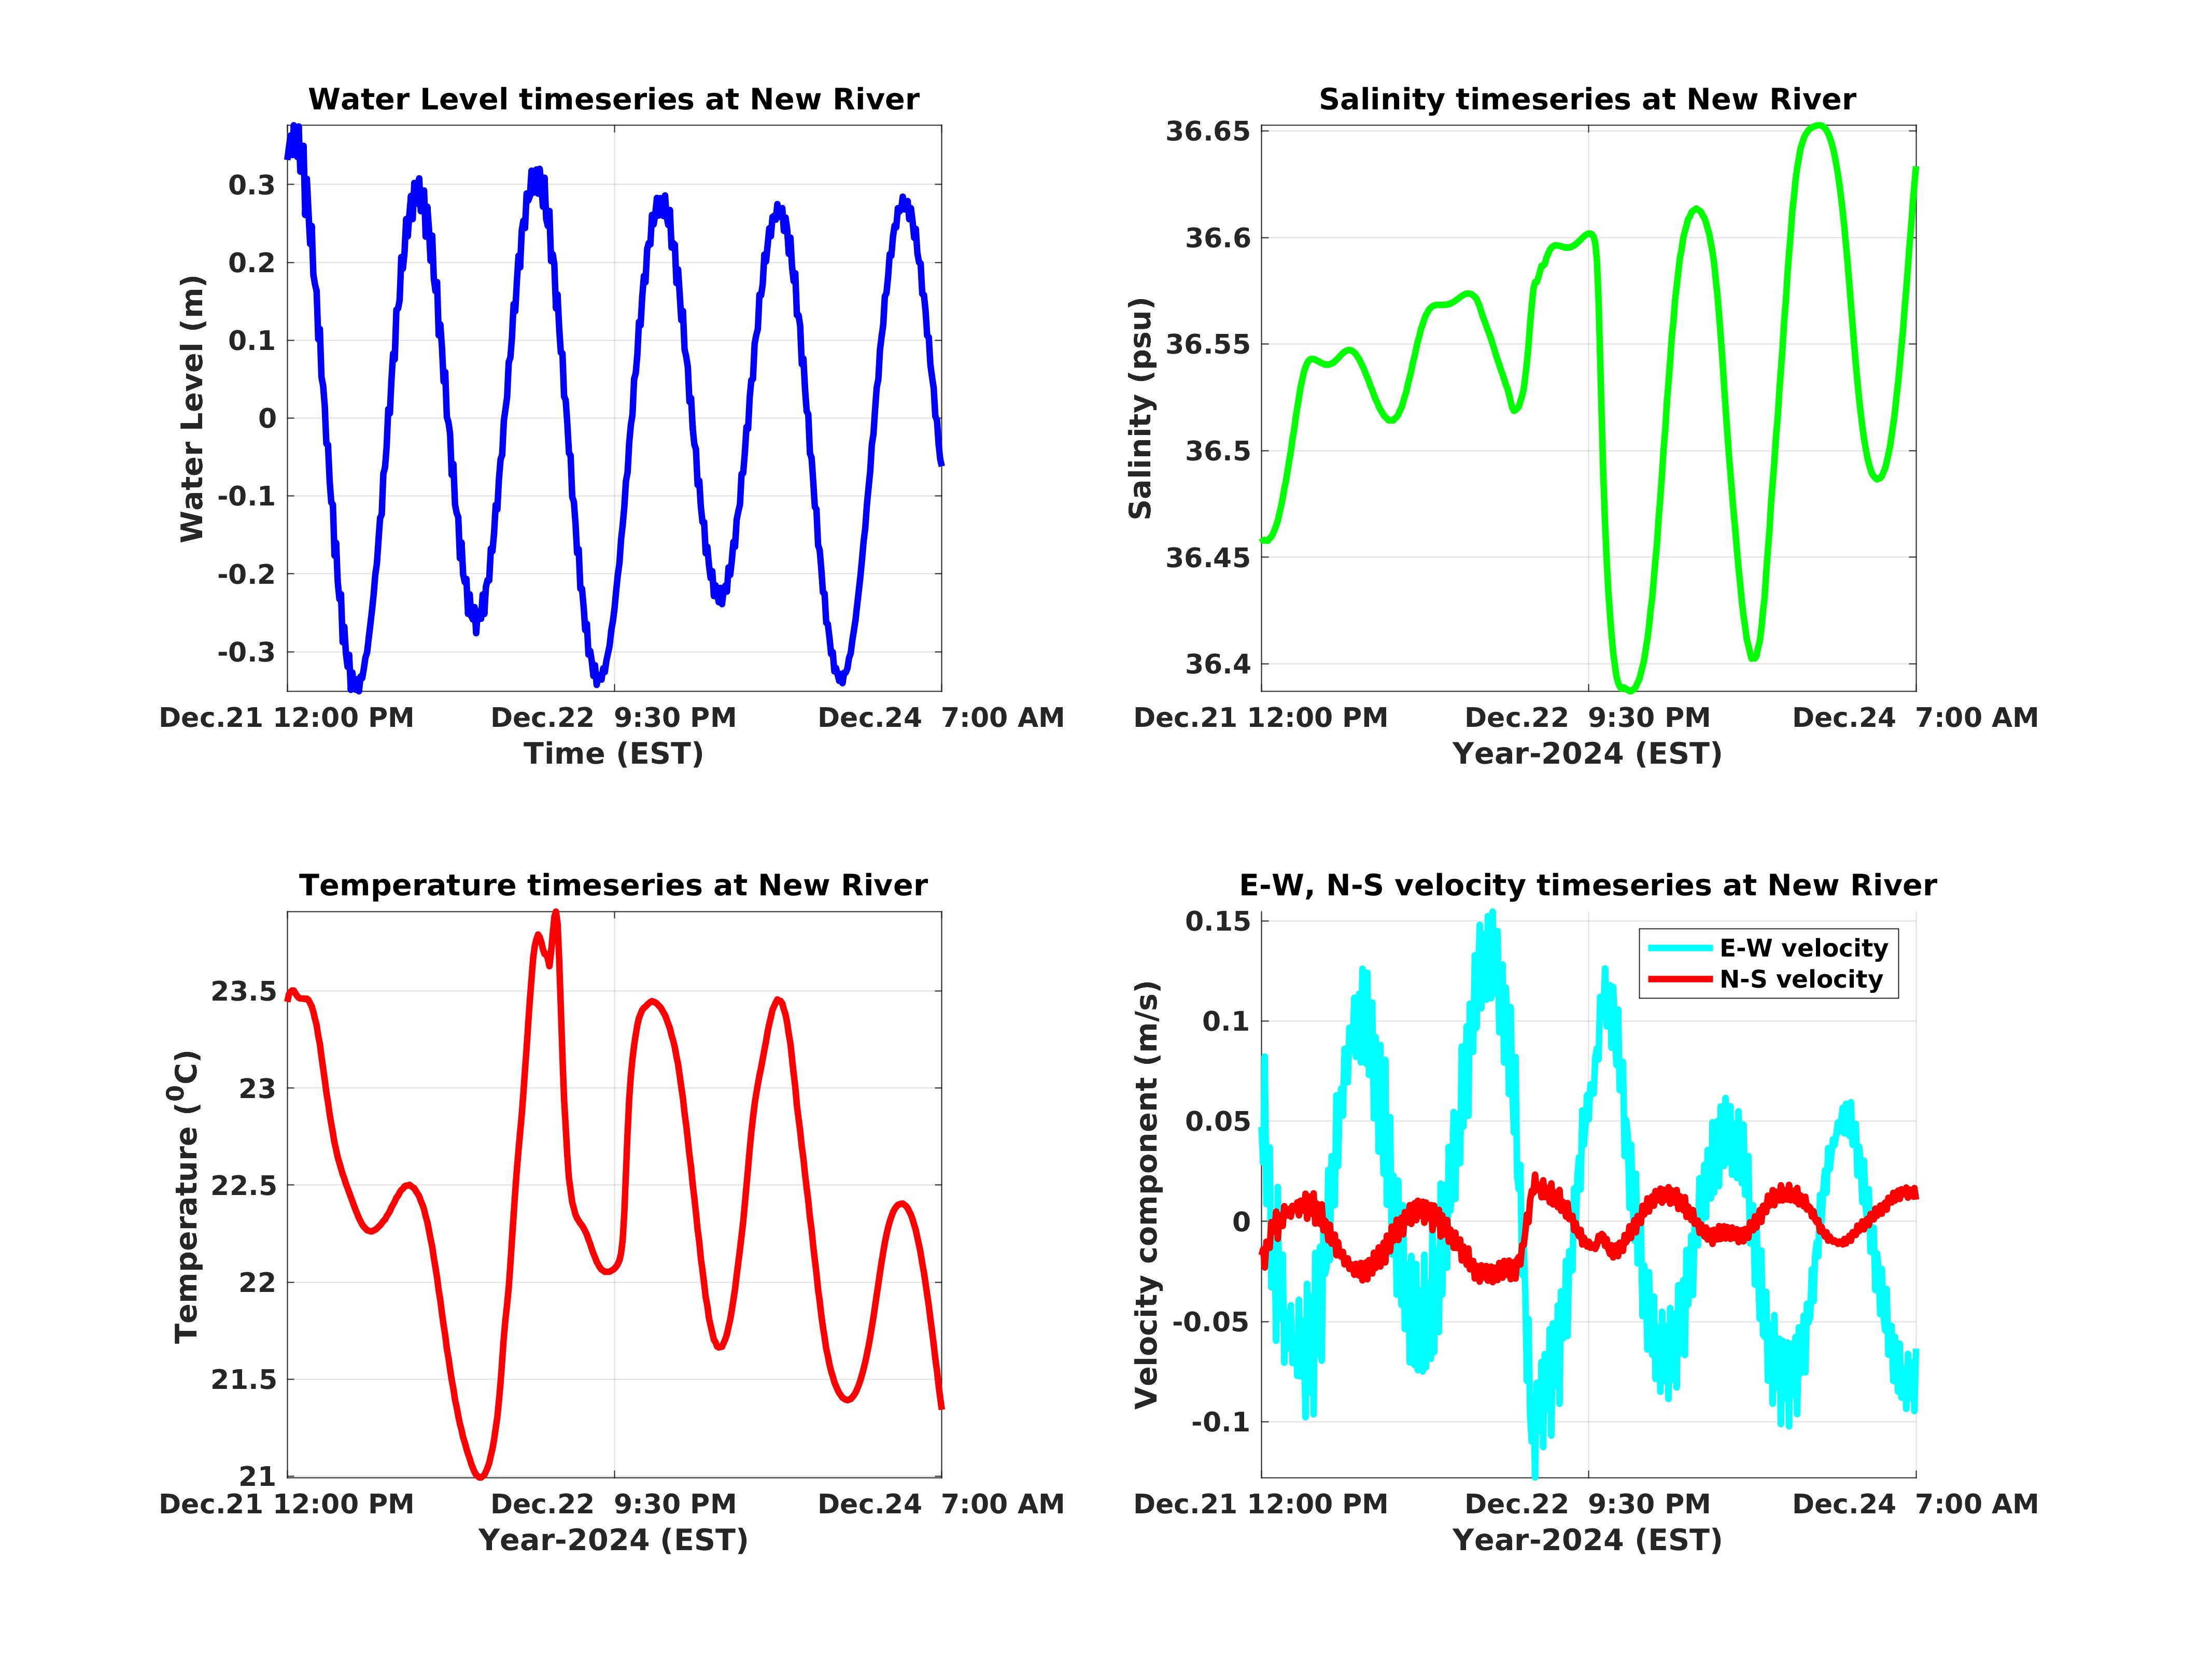 Water Level timeseries at New River
Water Level (m)
0.3
0.2
0.1
0
-0.1
-0.2
-0.3
Dec.21 12:00 PM Dec.22 9:30 PM Dec.24 7:00 AM
Time (EST)
Salinity timeseries at New River
Salinity (psu)
36.65
36.6
36.55
36.5
36.45
36.4
Dec.21 12:00 PM Dec.22 9:30 PM Dec.24 7:00 AM
Year-2024 (EST)
Temperature timeseries at New River
Temperature (⁰C)
23.5
23
22.5
22
21.5
21
Dec.21 12:00 PM Dec.22 9:30 PM Dec.24 7:00 AM
Year-2024 (EST)
E-W, N-S velocity timeseries at New River
Velocity component (m/s)
0.15
0.1
0.05
0
-0.05
-0.1
E-W velocity
N-S velocity
Dec.21 12:00 PM Dec.22 9:30 PM Dec.24 7:00 AM
Year-2024 (EST)